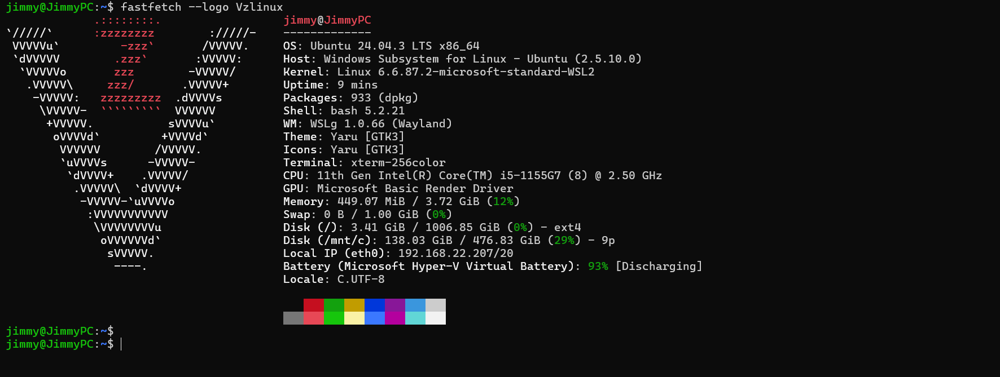 jimmy@JimmyPC:~$ fastfetch --logo Vzlinux
             .::::::::.                  jimmy@JimmyPC
`/////`      :zzzzzzzz        ://///-    -------------
 VVVVVu`         -zzz`       /VVVVV.     OS: Ubuntu 24.04.3 LTS x86_64
 `dVVVVV        .zzz`       :VVVVV:      Host: Windows Subsystem for Linux - Ubuntu (2.5.10.0)
  `VVVVVo       zzz        -VVVVV/       Kernel: Linux 6.6.87.2-microsoft-standard-WSL2
   .VVVVV\     zzz/       .VVVVV+        Uptime: 9 mins
    -VVVVV:   zzzzzzzzz  .dVVVVs         Packages: 933 (dpkg)
     \VVVVV-  `````````  VVVVVV          Shell: bash 5.2.21
      +VVVVV.           sVVVVu`          WM: WSLg 1.0.66 (Wayland)
       oVVVVd`         +VVVVd`           Theme: Yaru [GTK3]
        VVVVVV        /VVVVV.            Icons: Yaru [GTK3]
        `uVVVVs      -VVVVV-             Terminal: xterm-256color
         `dVVVV+    .VVVVV/              CPU: 11th Gen Intel(R) Core(TM) i5-1155G7 (8) @ 2.50 GHz
          .VVVVV\  `dVVVV+               GPU: Microsoft Basic Render Driver
           -VVVVV-`uVVVVo                Memory: 449.07 MiB / 3.72 GiB (12%)
            :VVVVVVVVVVV                 Swap: 0 B / 1.00 GiB (0%)
             \VVVVVVVVu                  Disk (/): 3.41 GiB / 1006.85 GiB (0%) - ext4
              oVVVVVVd`                  Disk (/mnt/c): 138.03 GiB / 476.83 GiB (29%) - 9p
               sVVVVV.                   Local IP (eth0): 192.168.22.207/20
                ----.                    Battery (Microsoft Hyper-V Virtual Battery): 93% [Discharging]
                                         Locale: C.UTF-8
jimmy@JimmyPC:~$
jimmy@JimmyPC:~$